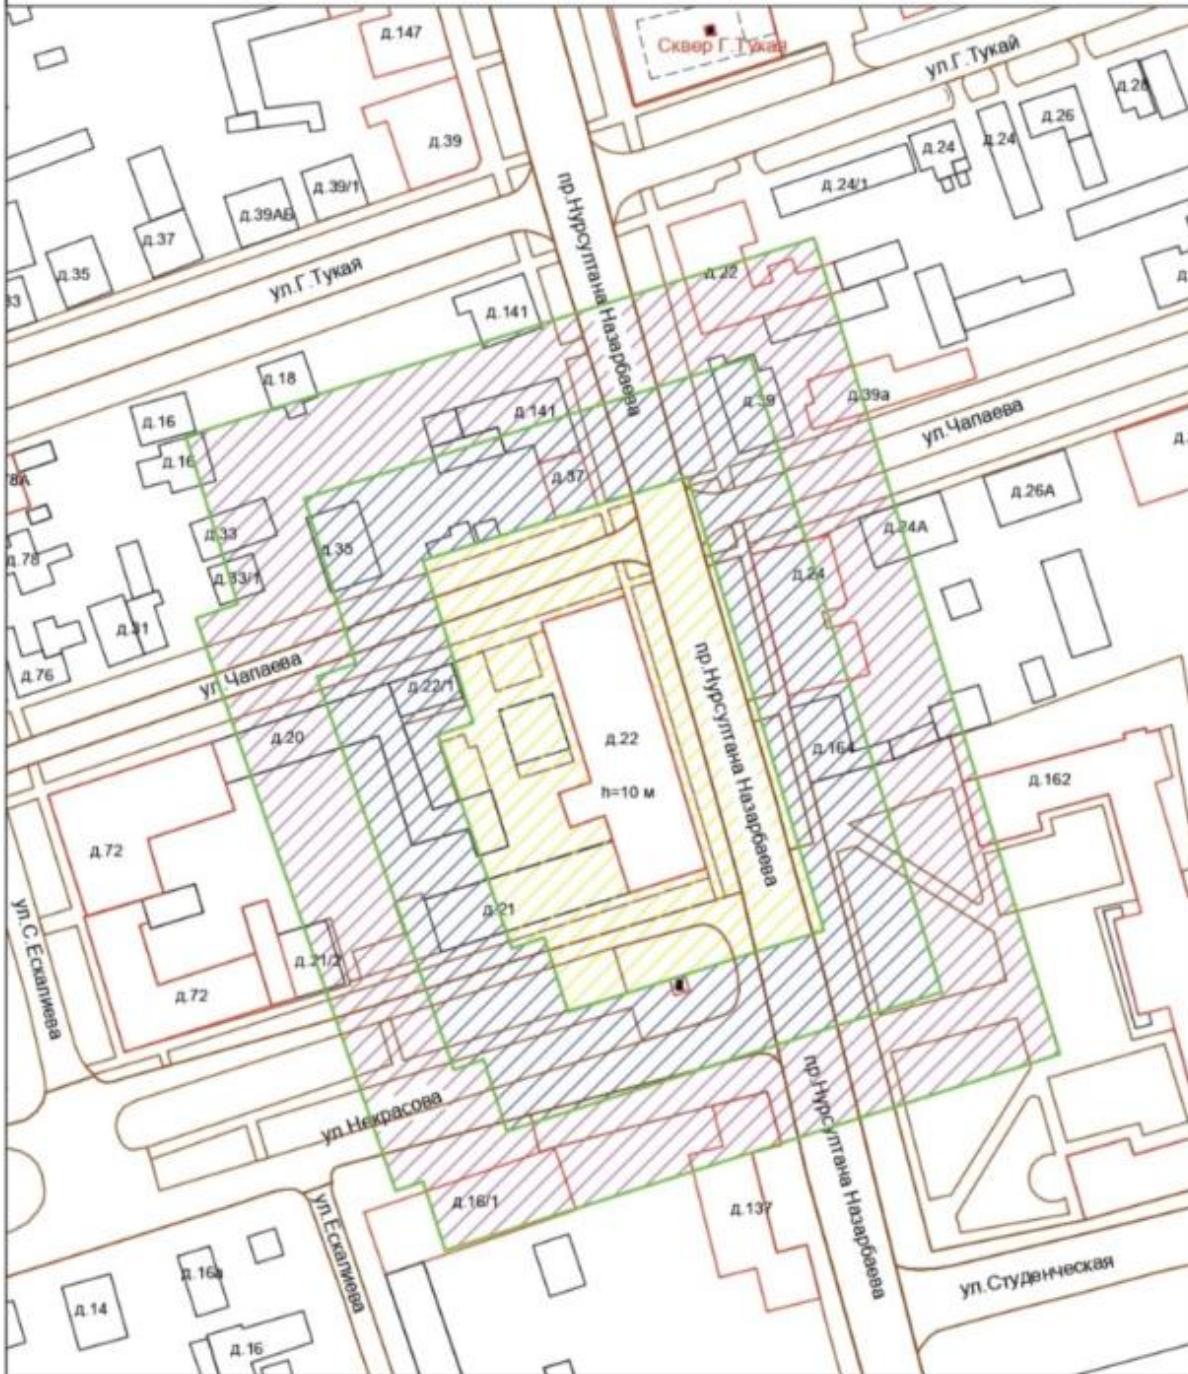 д.147
Сквер Г.Тукая
ул.Г.Тукай
д.28
д.26
д.39
д.24
д.24
д.39/1
д.24/1
д.39АБ
пр.Нурсултана Назарбаева
д.37
д.35
ул.Г.Тукая
д.22
д.141
д.18
д.39
д.39а
д.16
д.141
ул.Чапаева
д.16
д.37
д.26А
д.33
д.24А
д.35
д.78
д.33/1
д.24
д.31
д.76
ул.Чапаева
д.22/1
пр.Нурсултана Назарбаева
д.20
д.22
д.164
д.162
h=10 м
д.72
д.21
ул.С.Ескалиева
д.21/2
д.72
ул.Некрасова
пр.Нурсултана Назарбаева
д.16/1
д.137
ул.Ескалиева
д.16а
ул.Студенческая
д.14
д.16